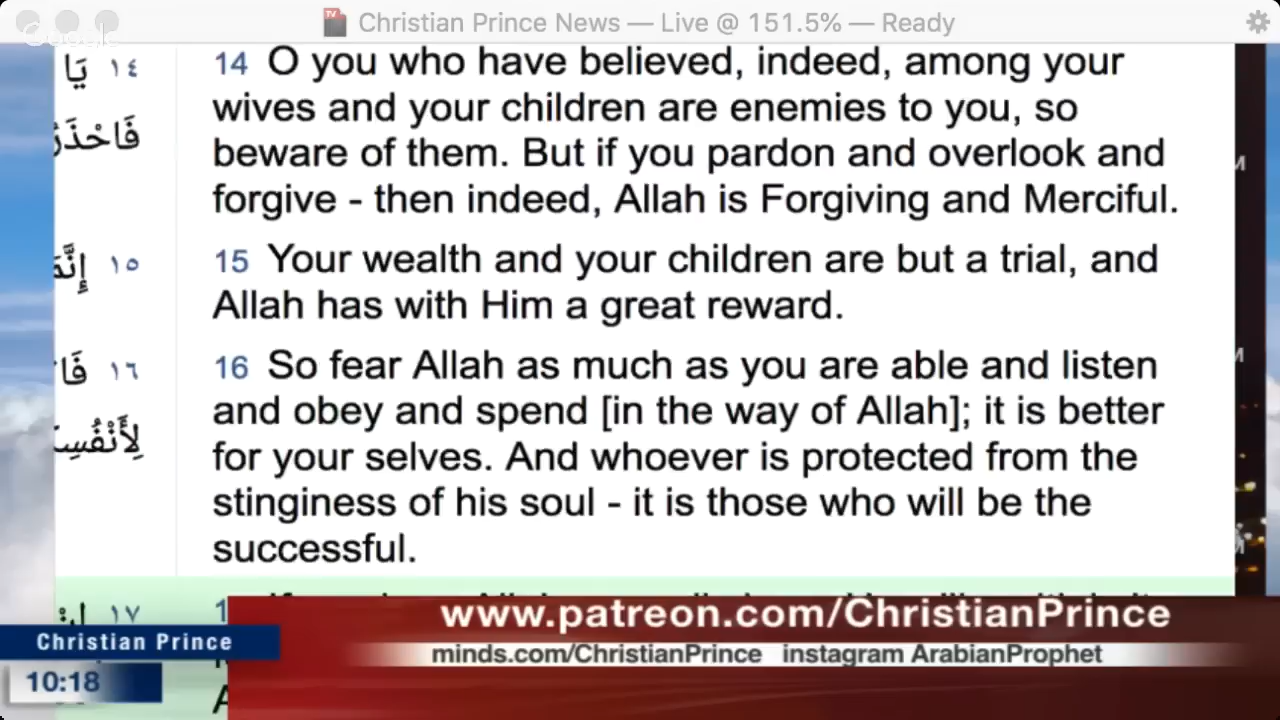 Christian Prince News — Live @ 151.5% — Ready
Google
١٤ يَا
فَاحْذَرُ
14 O you who have believed, indeed, among your
wives and your children are enemies to you, so
beware of them. But if you pardon and overlook and
forgive - then indeed, Allah is Forgiving and Merciful.
١٥
15 Your wealth and your children are but a trial, and
Allah has with Him a great reward.
١٦
16 So fear Allah as much as you are able and listen
and obey and spend [in the way of Allah]; it is better
for your selves. And whoever is protected from the
stinginess of his soul - it is those who will be the
successful.
١٧
www.patreon.com/ChristianPrince
minds.com/ChristianPrince instagram ArabianProphet
Christian Prince
10:18